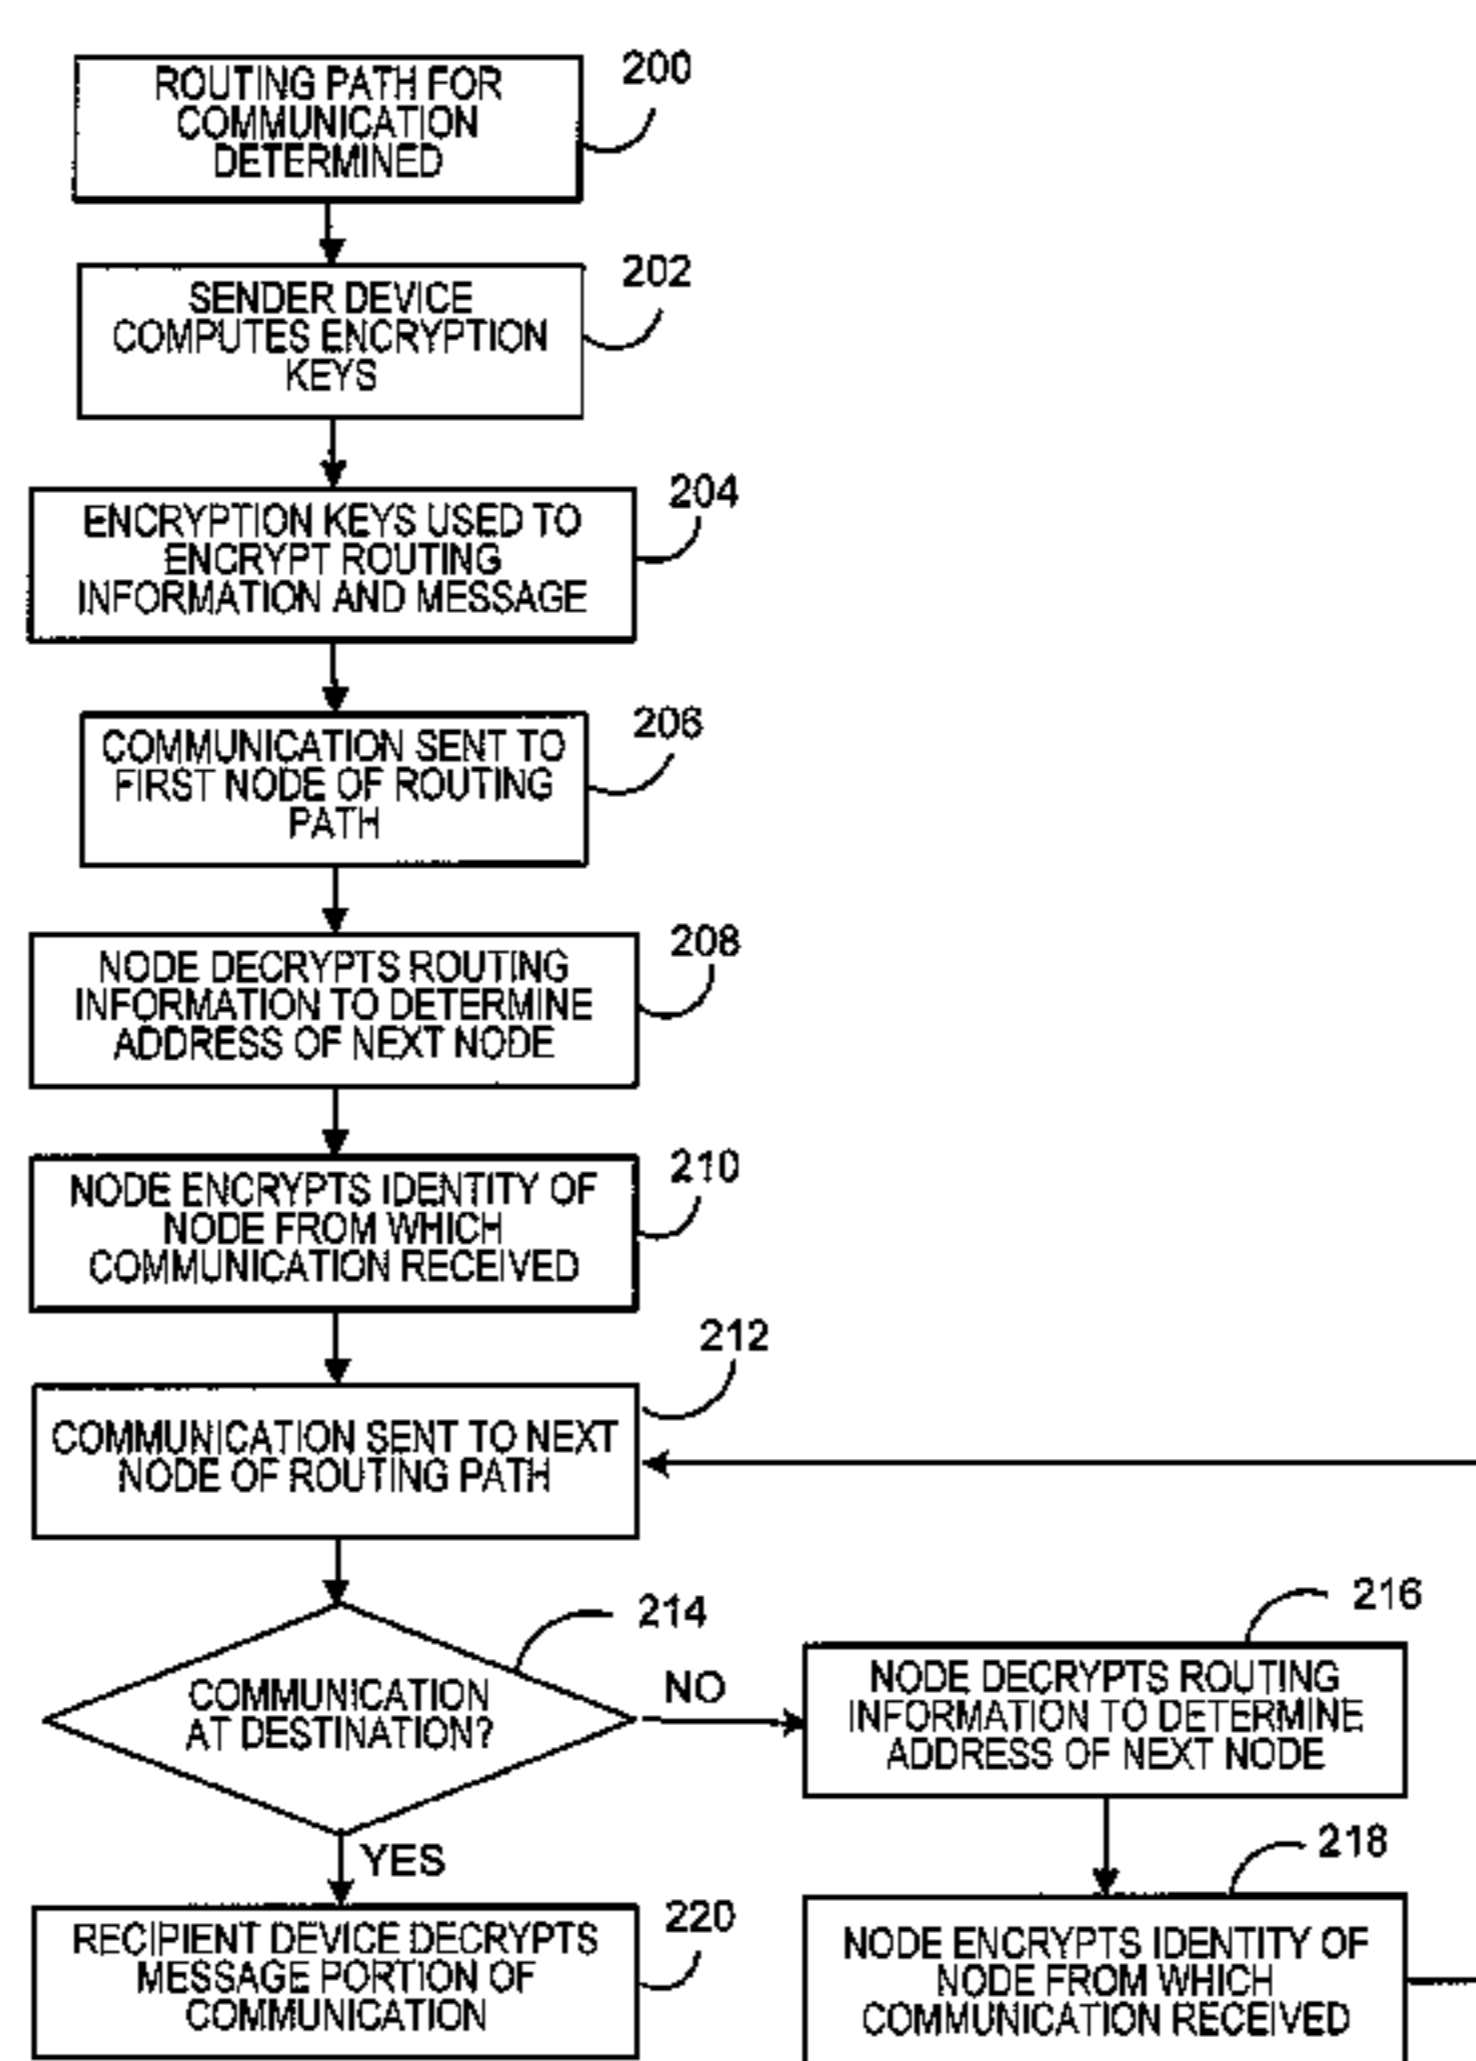 ROUTING PATH FOR
COMMUNICATION
DETERMINED
200
SENDER DEVICE
COMPUTES ENCRYPTION
KEYS
202
ENCRYPTION KEYS USED TO
ENCRYPT ROUTING
INFORMATION AND MESSAGE
204
COMMUNICATION SENT TO
FIRST NODE OF ROUTING
PATH
206
NODE DECRYPTS ROUTING
INFORMATION TO DETERMINE
ADDRESS OF NEXT NODE
208
NODE ENCRYPTS IDENTITY OF
NODE FROM WHICH
COMMUNICATION RECEIVED
210
COMMUNICATION SENT TO NEXT
NODE OF ROUTING PATH
212
COMMUNICATION
AT DESTINATION?
214
NO
NODE DECRYPTS ROUTING
INFORMATION TO DETERMINE
ADDRESS OF NEXT NODE
216
YES
RECIPIENT DEVICE DECRYPTS
MESSAGE PORTION OF
COMMUNICATION
220
NODE ENCRYPTS IDENTITY OF
NODE FROM WHICH
COMMUNICATION RECEIVED
218